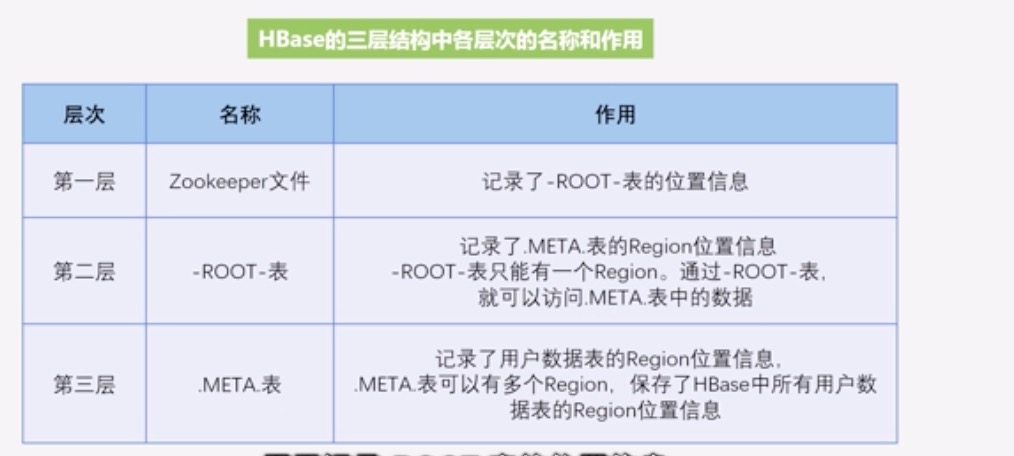 HBase的三层结构中各层次的名称和作用
层次 名称 作用
第一层 Zookeeper文件 记录了-ROOT-表的位置信息
记录了.META.表的Region位置信息
第二层 -ROOT-表 -ROOT-表只能有一个Region。通过-ROOT-表,
就可以访问.META.表中的数据
记录了用户数据表的Region位置信息,
第三层 .META.表 .META.表可以有多个Region，保存了HBase中所有用户数
据表的Region位置信息